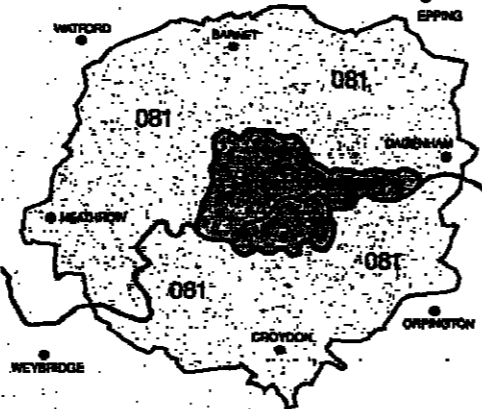 EPPING
WATFORD
BARNET
081
081
DAGENHAM
HEATHROW
081
081
ORPINGTON
CROYDON
WEYBRIDGE